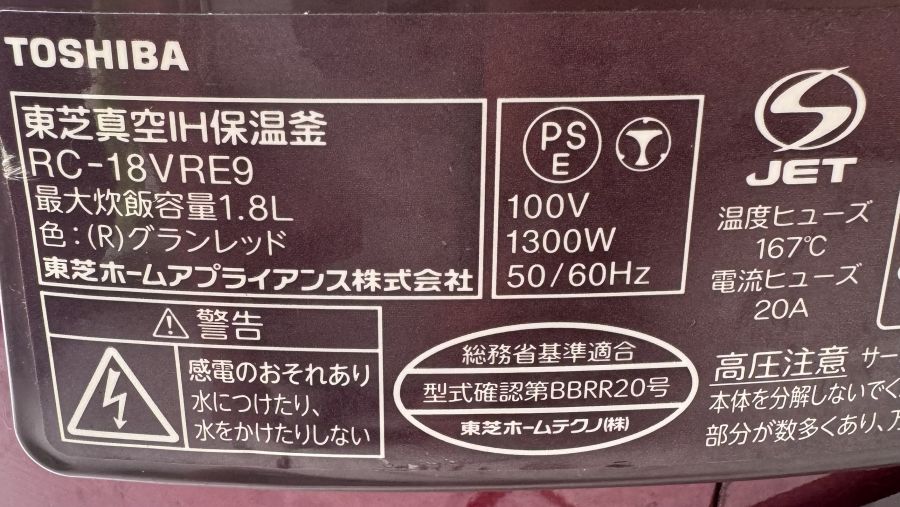 TOSHIBA
東芝真空IH保温釜
RC-18VRE9
最大炊飯容量1.8L
色:(R)グランレッド
東芝ホームアプライアンス株式会社
PS
E
100V
1300W
50/60Hz
S
JET
温度ヒューズ
167℃
電流ヒューズ
20A
警告
感電のおそれあり
水につけたり、
水をかけたりしない
総務省基準適合
型式確認第BBRR20号
東芝ホームテクノ(株)
高圧注意 サー
本体を分解しないでく
部分が数多くあり、万